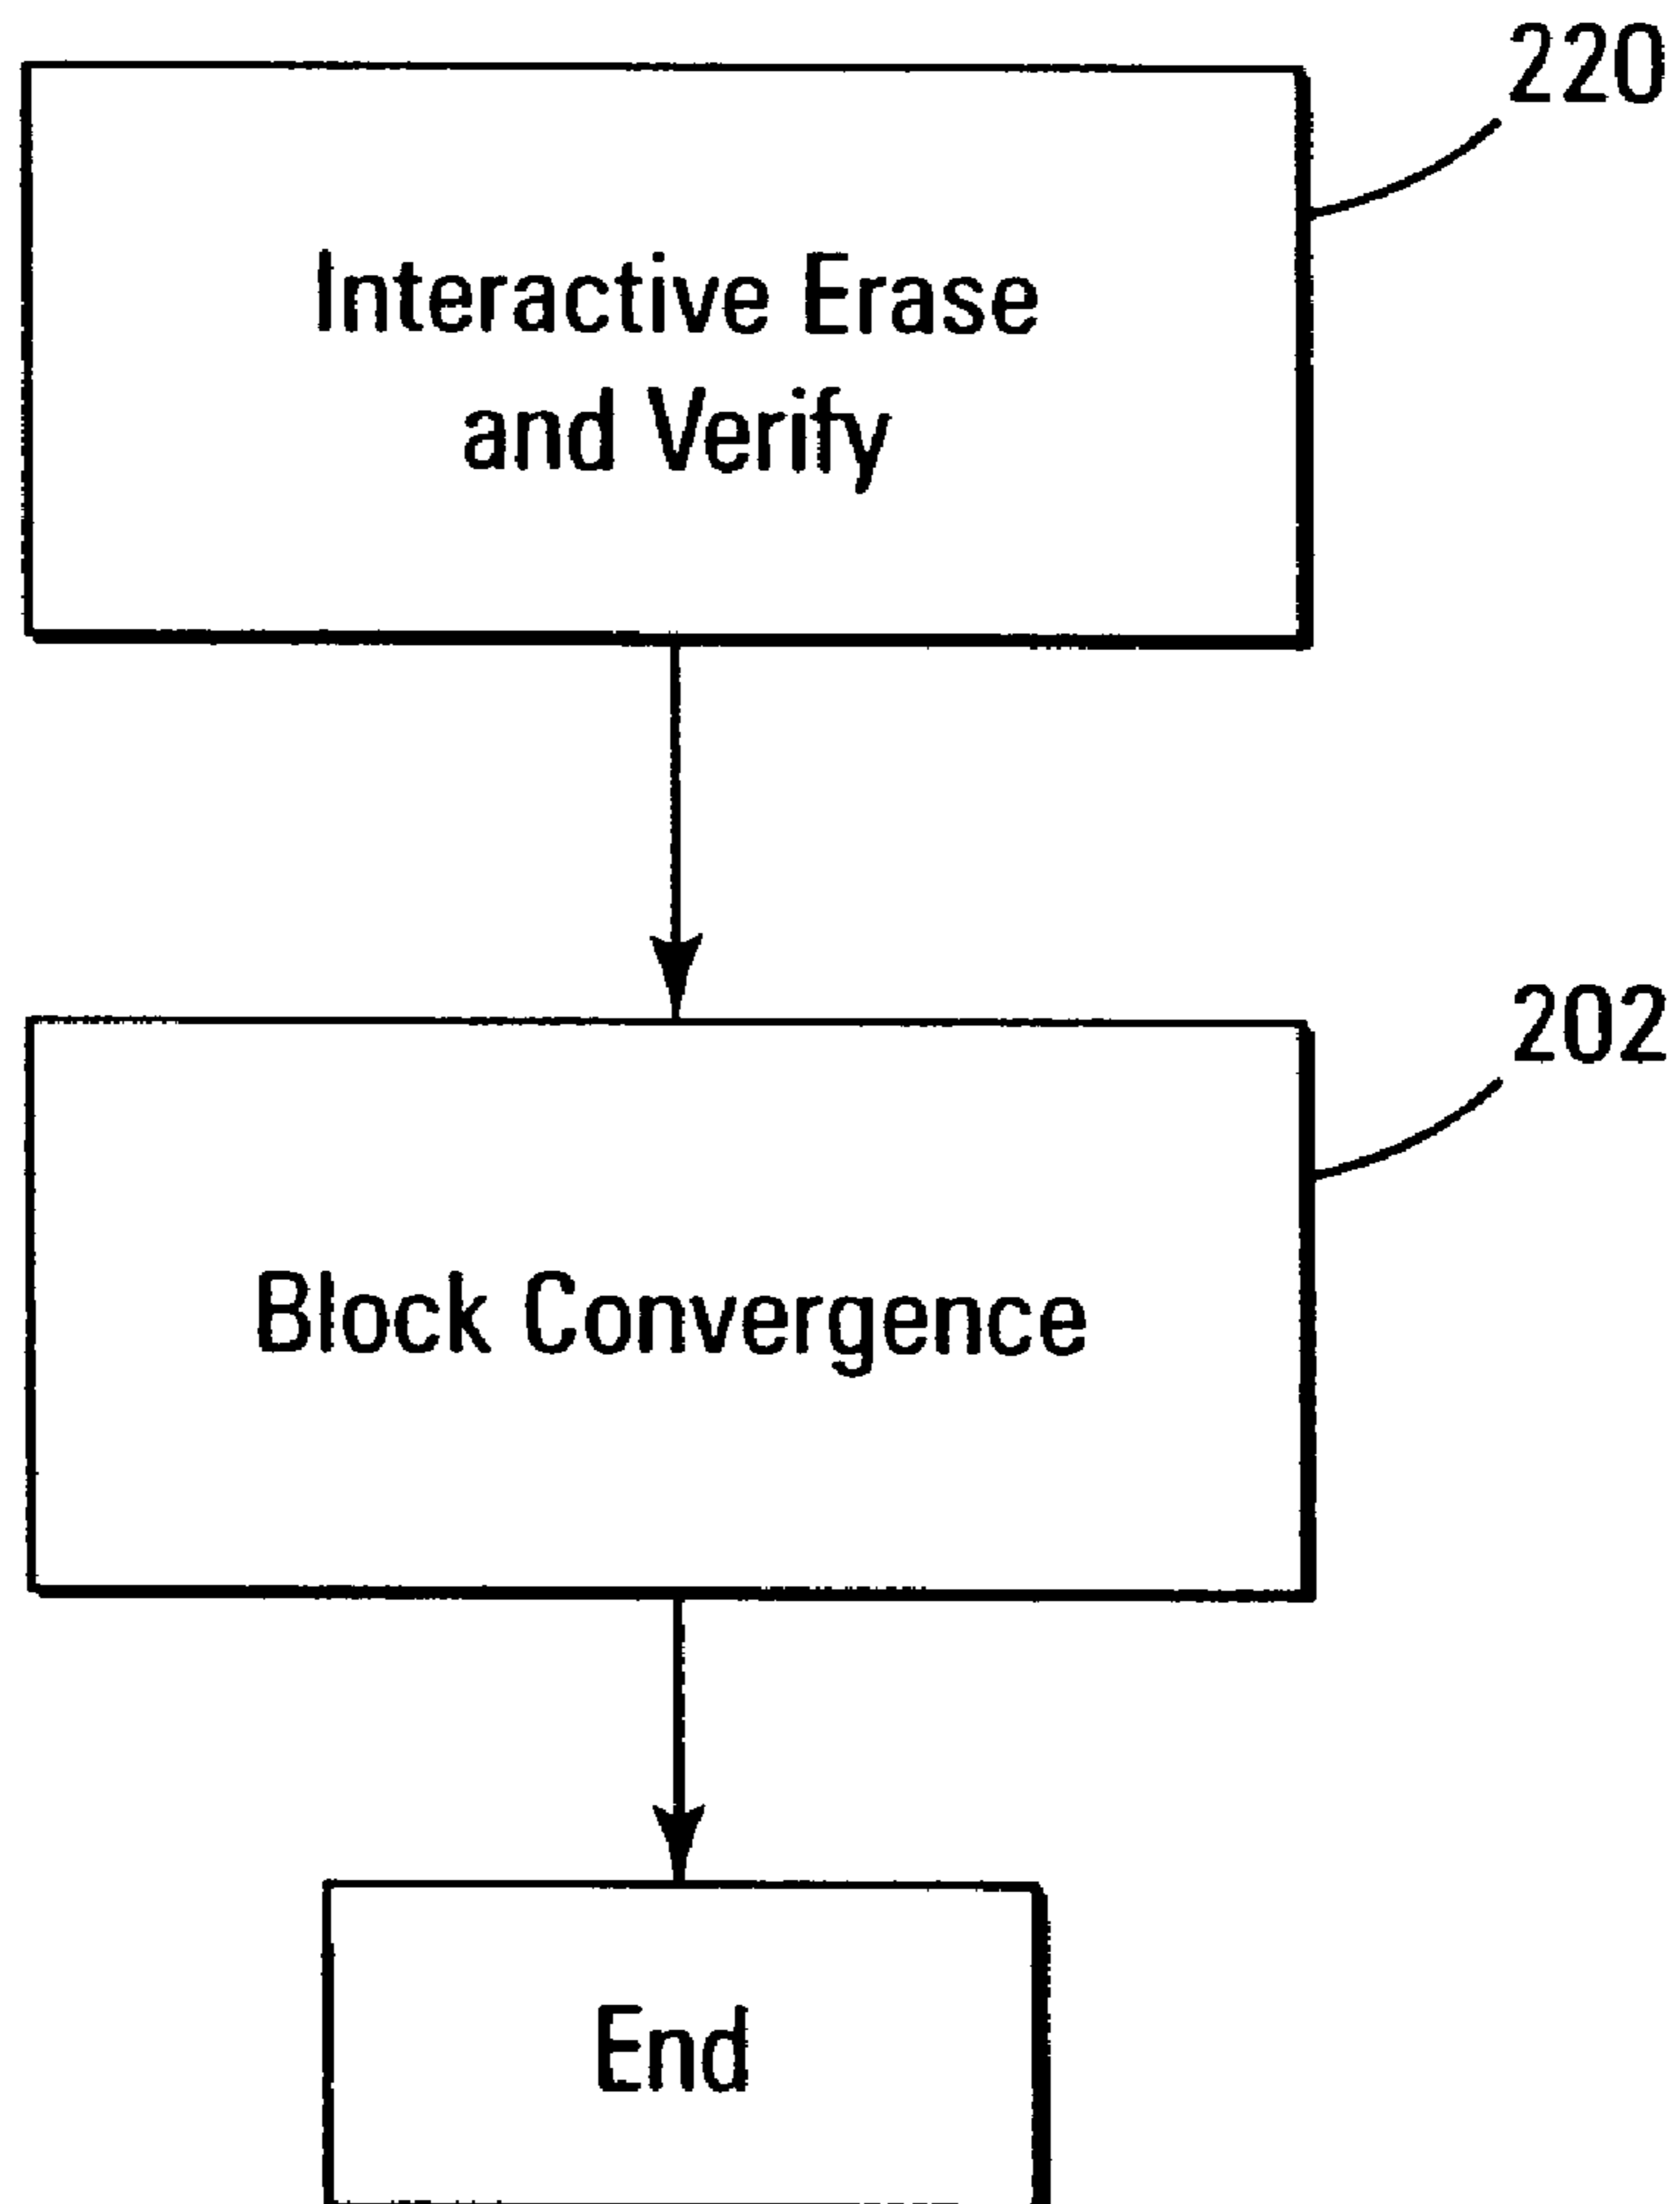 220
Interactive Erase
and Verify
202
Block Convergence
End